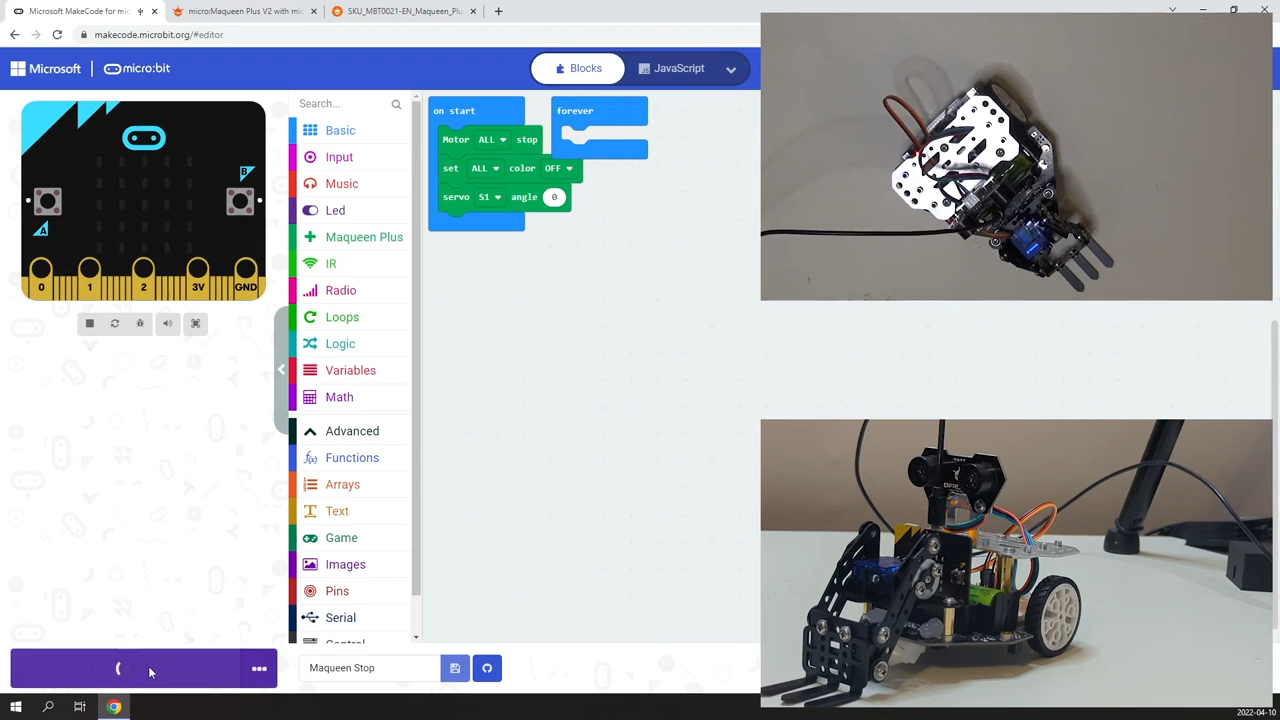 Microsoft MakeCode for mic
micro:Maqueen Plus V2 with mi
SKU_MBT0021-EN_Maqueen_Plu
makecode.microbit.org/#editor
Microsoft
micro:bit
Blocks
JavaScript
A
B
0
1
2
3V
GND
Search...
Basic
Input
Music
Led
Maqueen Plus
IR
Radio
Loops
Logic
Variables
Math
Advanced
Functions
Arrays
Text
Game
Images
Pins
Serial
Control
on start
Motor ALL stop
set ALL color OFF
servo S1 angle 0
forever
Maqueen Stop
2022-04-10